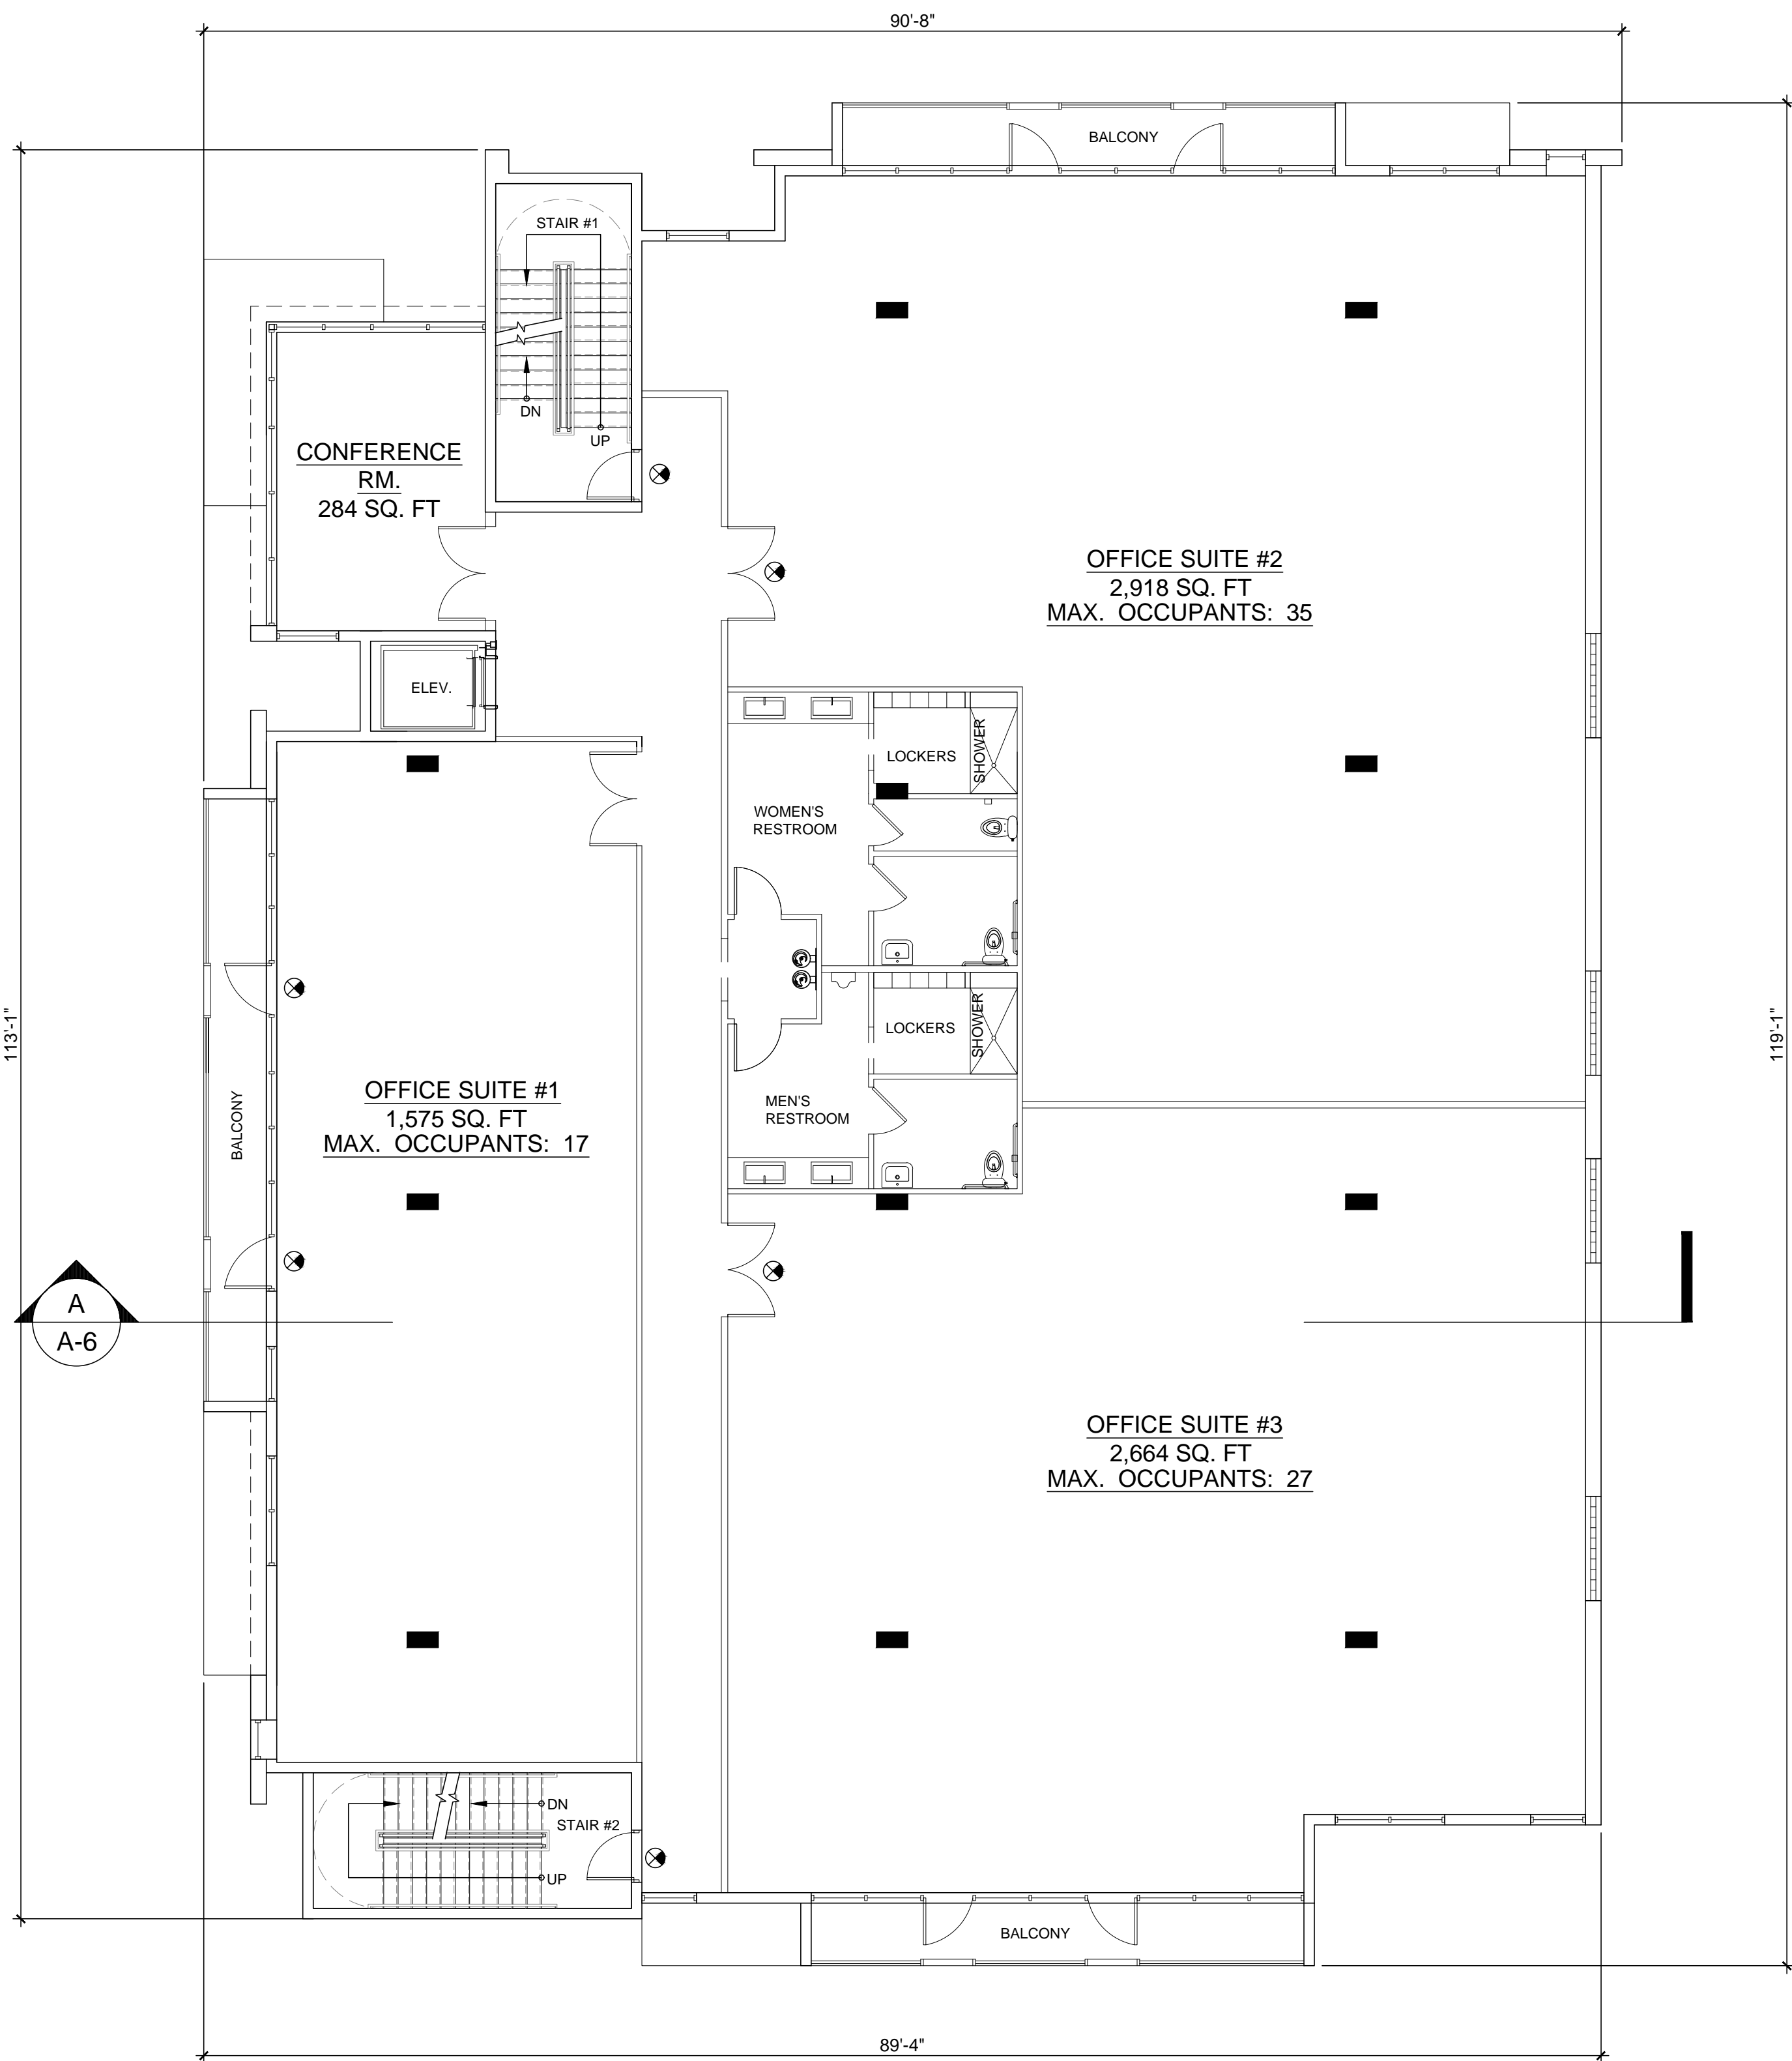 90'-8"
BALCONY
STAIR #1
DN
UP
CONFERENCE
RM.
284 SQ. FT
OFFICE SUITE #2
2,918 SQ. FT
MAX. OCCUPANTS: 35
ELEV.
LOCKERS
SHOWER
WOMEN'S
RESTROOM
113'-1"
119'-1"
LOCKERS
SHOWER
BALCONY
OFFICE SUITE #1
1,575 SQ. FT
MAX. OCCUPANTS: 17
MEN'S
RESTROOM
A
A-6
OFFICE SUITE #3
2,664 SQ. FT
MAX. OCCUPANTS: 27
DN
STAIR #2
UP
BALCONY
89'-4"